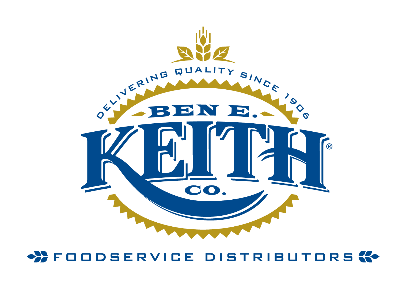 DELIVERING QUALITY SINCE 1906
BEN E.
KEITH®
CO.
FOODSERVICE DISTRIBUTORS